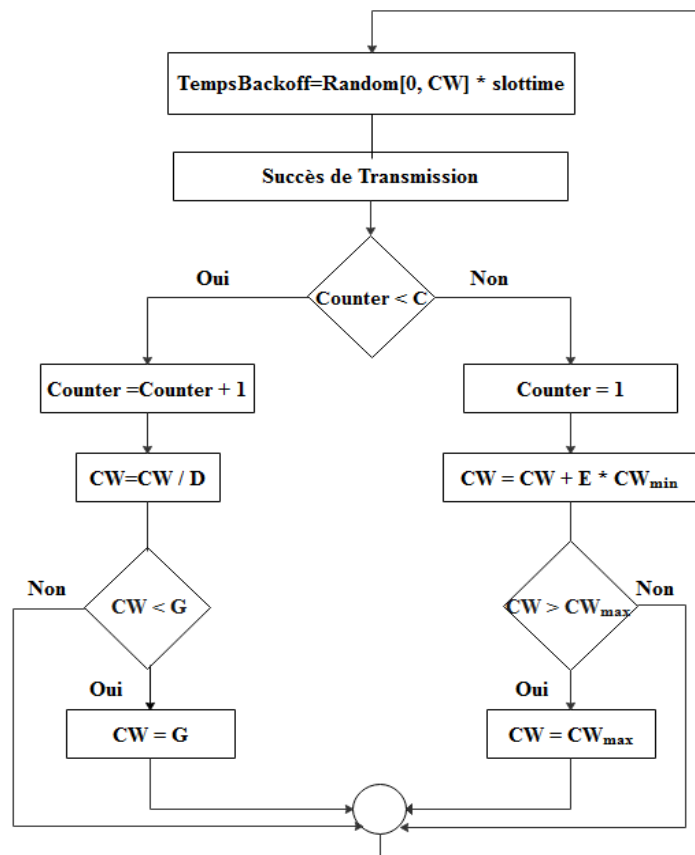 TempsBackoff=Random[0, CW] * slottime
Succès de Transmission
Oui
Non
Counter < C
Counter =Counter + 1
Counter = 1
CW=CW / D
CW = CW + E * CWmin
Non
CW < G
CW > CWmax
Non
Oui
Oui
CW = G
CW = CWmax